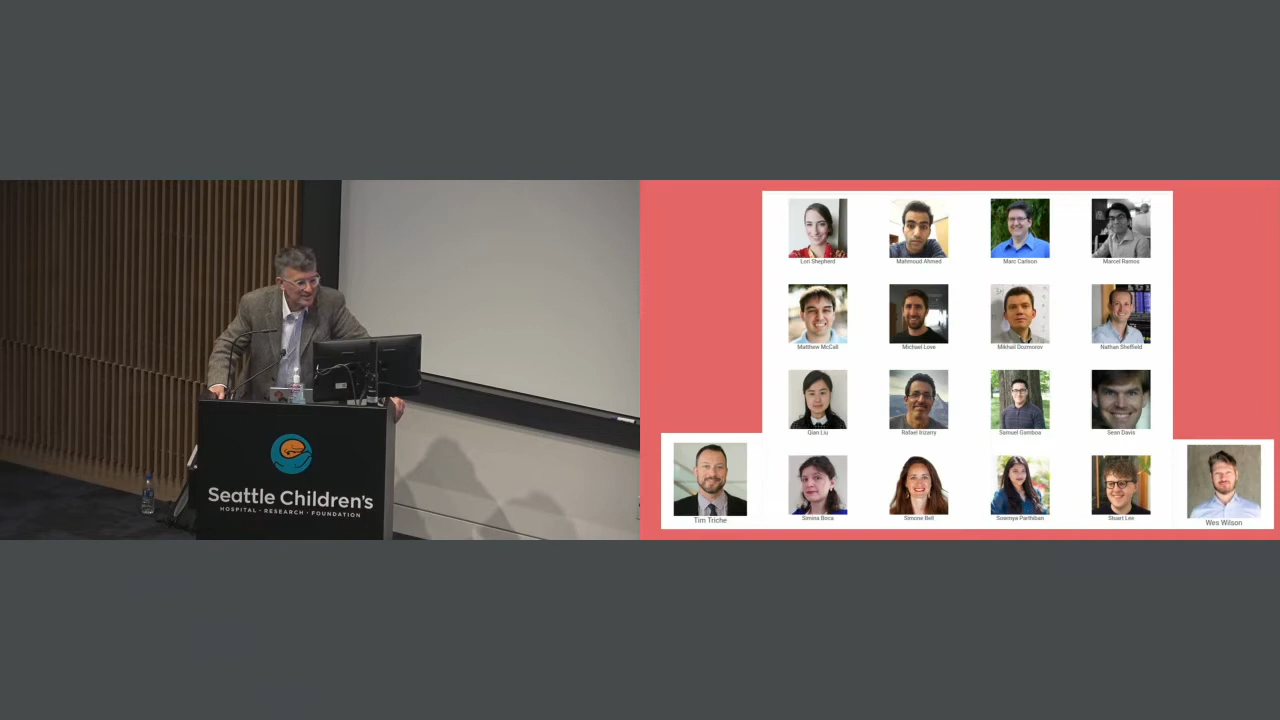 Seattle Children's
HOSPITAL • RESEARCH • FOUNDATION
Lori Shepherd
Mahmoud Ahmed
Marc Carlson
Marcel Ramos
Matthew McCall
Michael Love
Mikhail Dozmorov
Nathan Sheffield
Qian Liu
Rafael Irizarry
Samuel Gamboa
Sean Davis
Tim Triche
Simina Boca
Simone Bell
Sowmya Parthiban
Stuart Lee
Wes Wilson